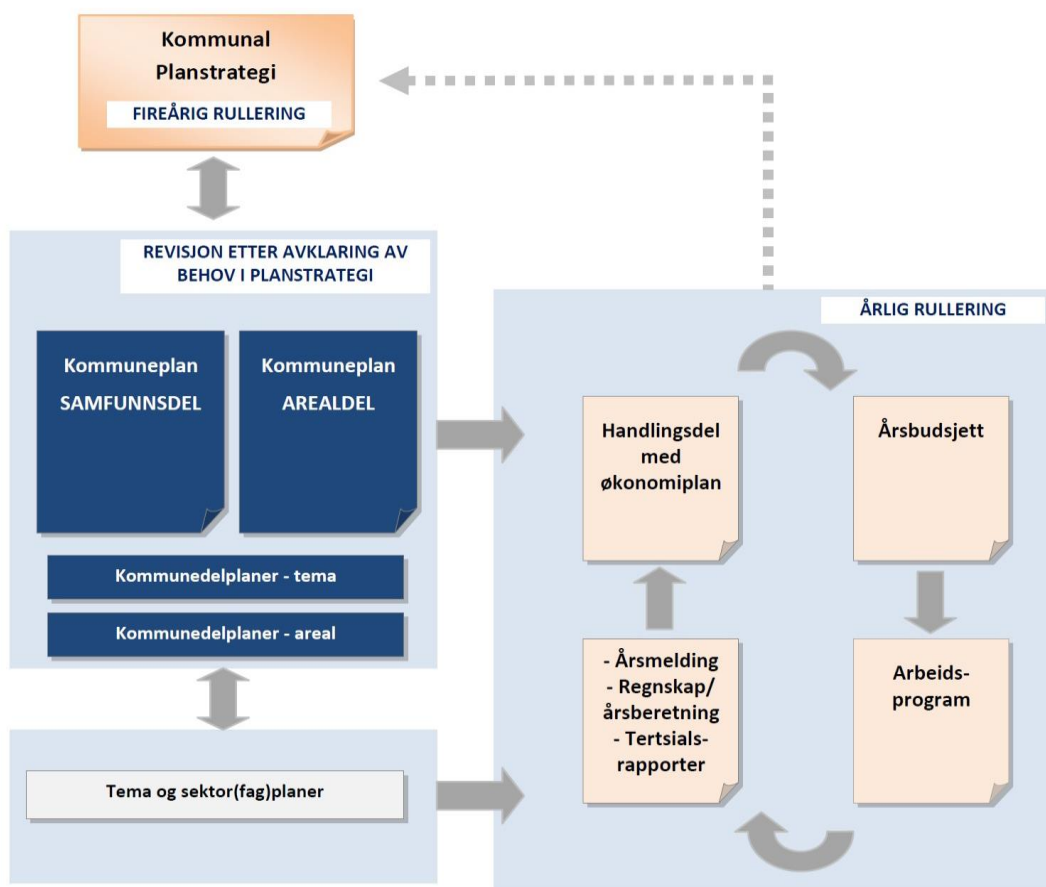 Kommunal
Planstrategi
FIREÅRIG RULLERING
REVISJON ETTER AVKLARING AV
BEHOV I PLANSTRATEGI
Kommuneplan
SAMFUNNSDEL
Kommuneplan
AREALDEL
Kommunedelplaner - tema
Kommunedelplaner - areal
Tema og sektor(fag)planer
ÅRLIG RULLERING
Handlingsdel
med
økonomiplan
Årsbudsjett
- Årsmelding
- Regnskap/
årsberetning
- Tertsials-
rapporter
Arbeids-
program